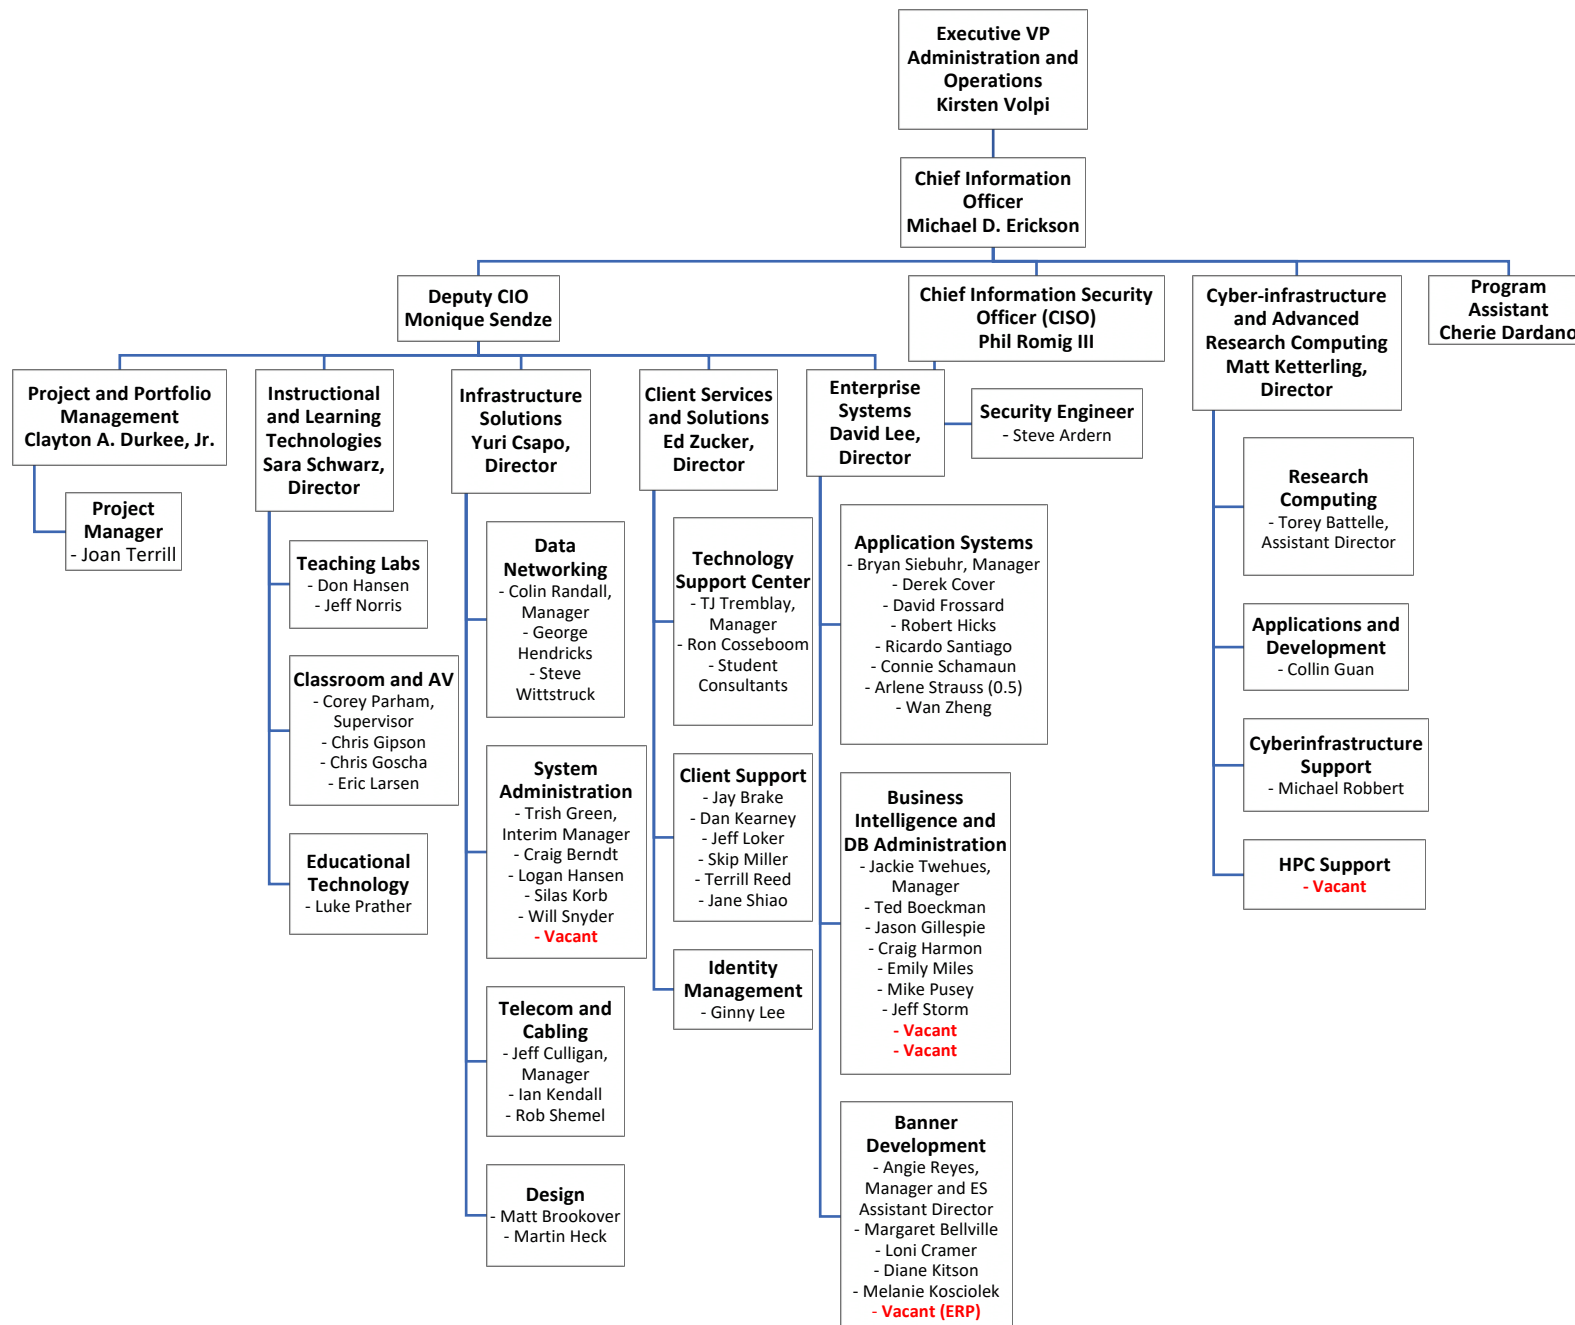 Executive VP
Administration and
Operations
Kirsten Volpi
Chief Information
Officer
Michael D. Erickson
Deputy CIO
Monique Sendze
Chief Information Security
Officer (CISO)
Phil Romig III
Cyber-infrastructure
and Advanced
Research Computing
Matt Ketterling,
Director
Program
Assistant
Cherie Dardano
Project and Portfolio
Management
Clayton A. Durkee, Jr.
Instructional
and Learning
Technologies
Sara Schwarz,
Director
Infrastructure
Solutions
Yuri Csapo,
Director
Client Services
and Solutions
Ed Zucker,
Director
Enterprise
Systems
David Lee,
Director
Security Engineer
- Steve Ardern
Project
Manager
- Joan Terrill
Teaching Labs
- Don Hansen
- Jeff Norris
Classroom and AV
- Corey Parham,
Supervisor
- Chris Gipson
- Chris Goscha
- Eric Larsen
Educational
Technology
- Luke Prather
Data
Networking
- Colin Randall,
Manager
- George
Hendricks
- Steve
Wittstruck
System
Administration
- Trish Green,
Interim Manager
- Craig Berndt
- Logan Hansen
- Silas Korb
- Will Snyder
- Vacant
Telecom and
Cabling
- Jeff Culligan,
Manager
- Ian Kendall
- Rob Shemel
Design
- Matt Brookover
- Martin Heck
Technology
Support Center
- TJ Tremblay,
Manager
- Ron Cosseboom
- Student
Consultants
Client Support
- Jay Brake
- Dan Kearney
- Jeff Loker
- Skip Miller
- Terrill Reed
- Jane Shiao
Identity
Management
- Ginny Lee
Application Systems
- Bryan Siebuhr, Manager
- Derek Cover
- David Frossard
- Robert Hicks
- Ricardo Santiago
- Connie Schamaun
- Arlene Strauss (0.5)
- Wan Zheng
Business
Intelligence and
DB Administration
- Jackie Twehues,
Manager
- Ted Boeckman
- Jason Gillespie
- Craig Harmon
- Emily Miles
- Mike Pusey
- Jeff Storm
- Vacant
- Vacant
Banner
Development
- Angie Reyes,
Manager and ES
Assistant Director
- Margaret Bellville
- Loni Cramer
- Diane Kitson
- Melanie Kosciolek
- Vacant (ERP)
Research
Computing
- Torey Battelle,
Assistant Director
Applications and
Development
- Collin Guan
Cyberinfrastructure
Support
- Michael Robbert
HPC Support
- Vacant